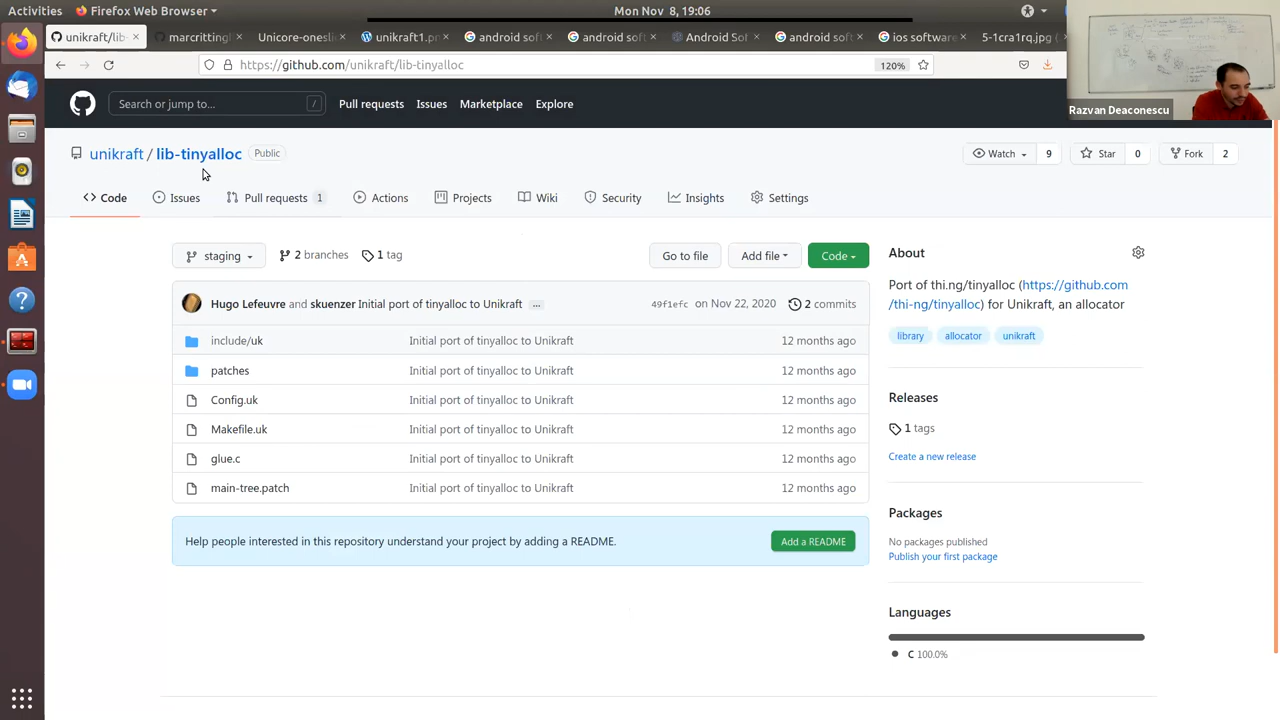 Activities
Firefox Web Browser
Mon Nov 8, 19:06
unikraft/lib-
marcritting
Unicore-oneslie
unikraft1.pr
android soft
android soft
Android Sof
android soft
ios software
5-1cra1rq.jpg (
https://github.com/unikraft/lib-tinyalloc
120%
Razvan Deaconescu
Search or jump to...
/
Pull requests
Issues
Marketplace
Explore
unikraft / lib-tinyalloc
Public
Watch
9
Star
0
Fork
2
Code
Issues
Pull requests
1
Actions
Projects
Wiki
Security
Insights
Settings
staging
2 branches
1 tag
Go to file
Add file
Code
Hugo Lefeuvre and skuenzer Initial port of tinyalloc to Unikraft
...
49f1efc on Nov 22, 2020
2 commits
include/uk
Initial port of tinyalloc to Unikraft
12 months ago
patches
Initial port of tinyalloc to Unikraft
12 months ago
Config.uk
Initial port of tinyalloc to Unikraft
12 months ago
Makefile.uk
Initial port of tinyalloc to Unikraft
12 months ago
glue.c
Initial port of tinyalloc to Unikraft
12 months ago
main-tree.patch
Initial port of tinyalloc to Unikraft
12 months ago
Help people interested in this repository understand your project by adding a README.
Add a README
About
Port of thi.ng/tinyalloc (https://github.com
/thi-ng/tinyalloc) for Unikraft, an allocator
library
allocator
unikraft
Releases
1 tags
Create a new release
Packages
No packages published
Publish your first package
Languages
C 100.0%